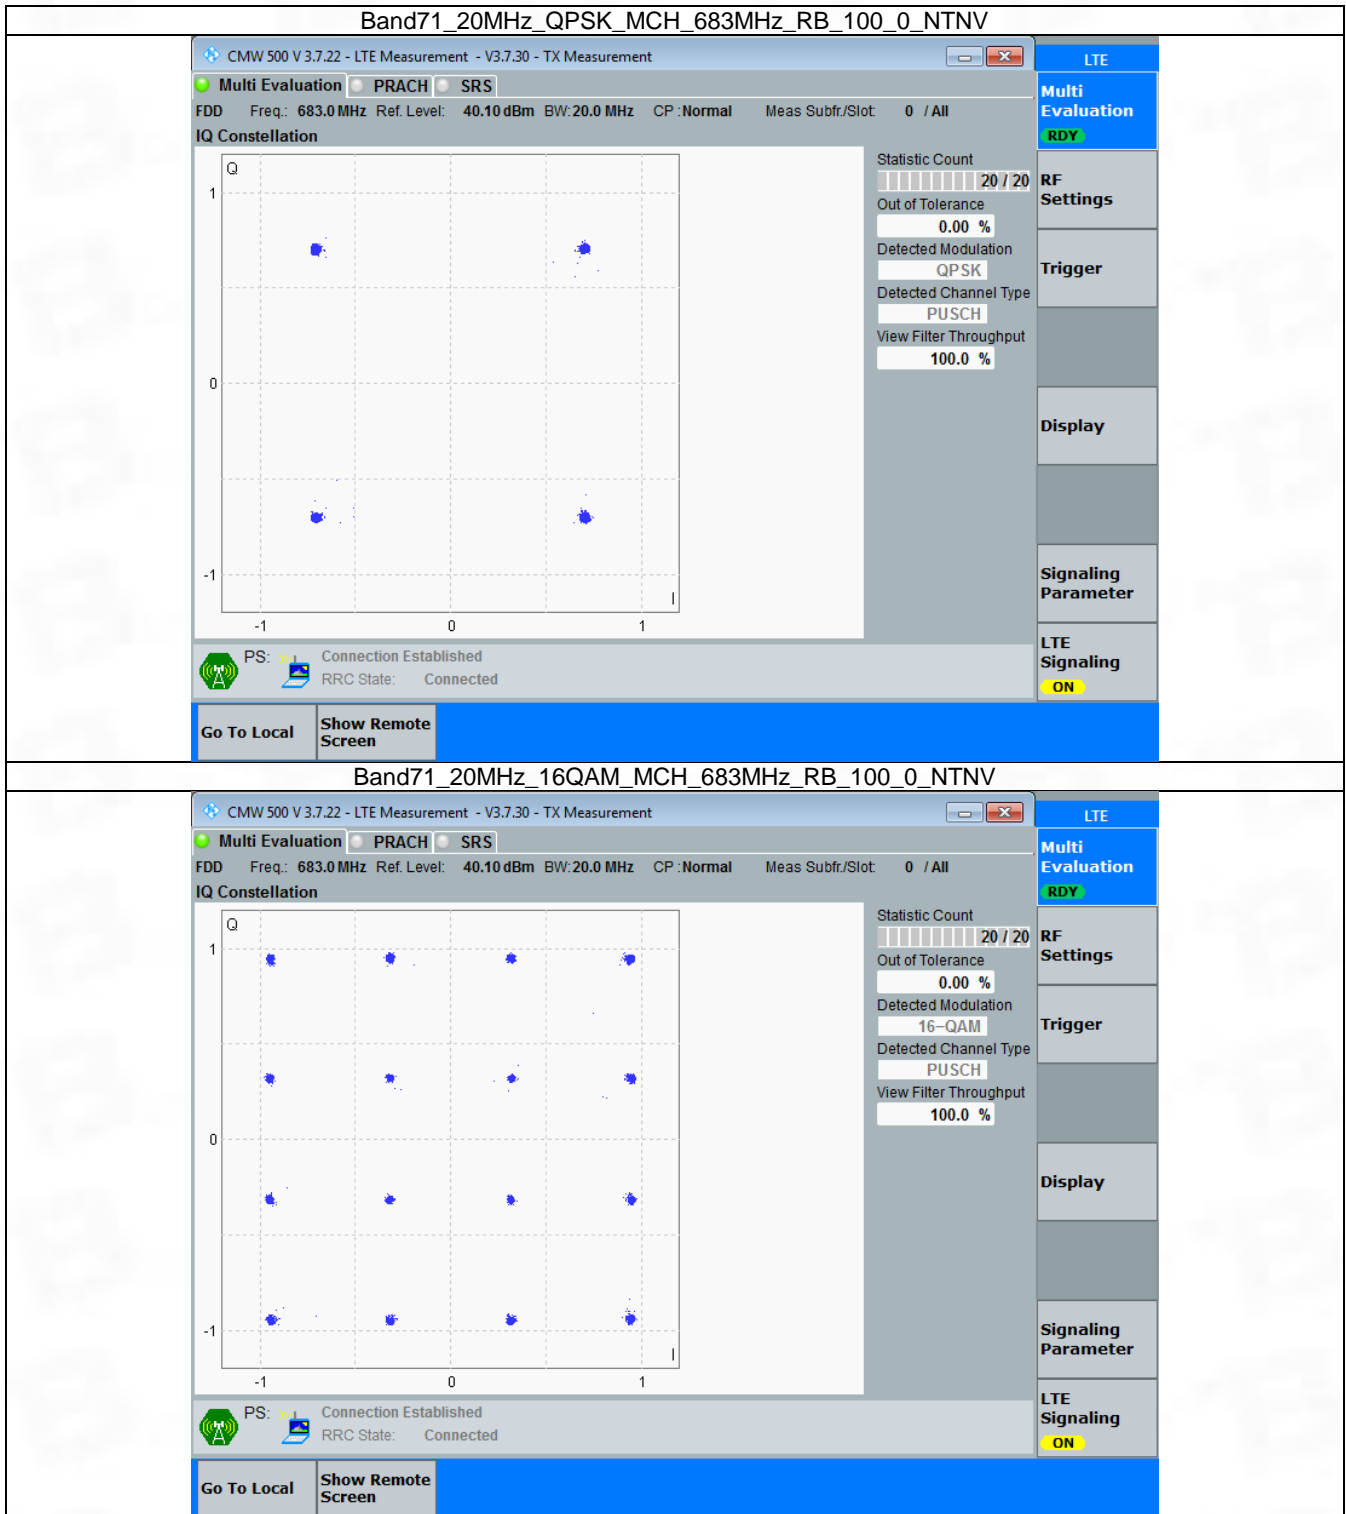 Band71_20MHz_QPSK_MCH_683MHz_RB_100_0_NTNV
CMW 500 V 3.7.22 - LTE Measurement - V3.7.30 - TX Measurement
LTE
Multi Evaluation PRACH SRS
Multi
Evaluation
RDY
FDD Freq.: 683.0 MHz Ref. Level: 40.10 dBm BW: 20.0 MHz CP : Normal Meas Subfr./Slot: 0 / All
IQ Constellation
Q
1
0
-1
-1 0 1
I
Statistic Count
20 / 20
Out of Tolerance
0.00 %
Detected Modulation
QPSK
Detected Channel Type
PUSCH
View Filter Throughput
100.0 %
RF
Settings
Trigger
Display
Signaling
Parameter
LTE
Signaling
ON
PS: Connection Established
RRC State: Connected
Go To Local
Show Remote
Screen
Band71_20MHz_16QAM_MCH_683MHz_RB_100_0_NTNV
CMW 500 V 3.7.22 - LTE Measurement - V3.7.30 - TX Measurement
LTE
Multi Evaluation PRACH SRS
Multi
Evaluation
RDY
FDD Freq.: 683.0 MHz Ref. Level: 40.10 dBm BW: 20.0 MHz CP : Normal Meas Subfr./Slot: 0 / All
IQ Constellation
Q
1
0
-1
-1 0 1
I
Statistic Count
20 / 20
Out of Tolerance
0.00 %
Detected Modulation
16-QAM
Detected Channel Type
PUSCH
View Filter Throughput
100.0 %
RF
Settings
Trigger
Display
Signaling
Parameter
LTE
Signaling
ON
PS: Connection Established
RRC State: Connected
Go To Local
Show Remote
Screen